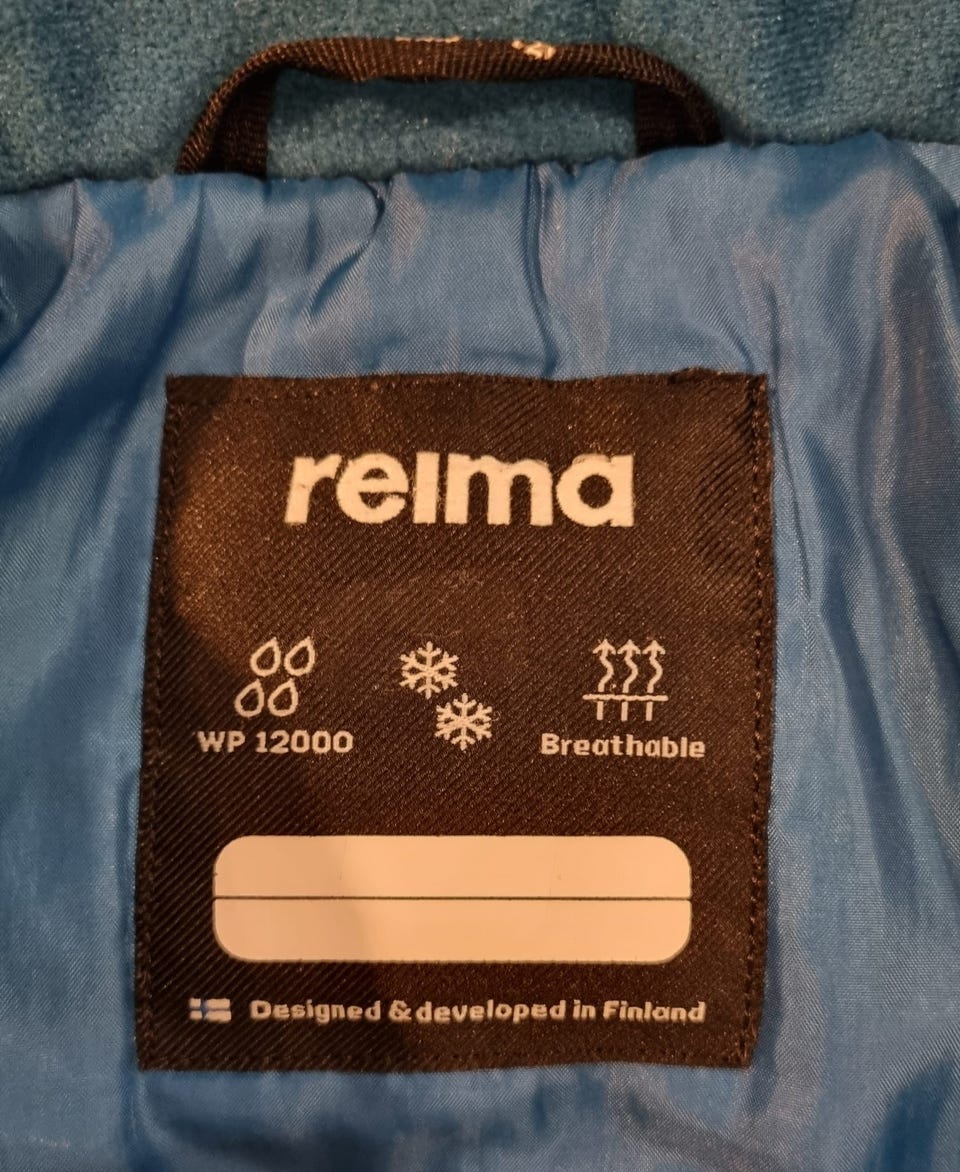 reima
WP 12000
Breathable
Designed & developed in Finland